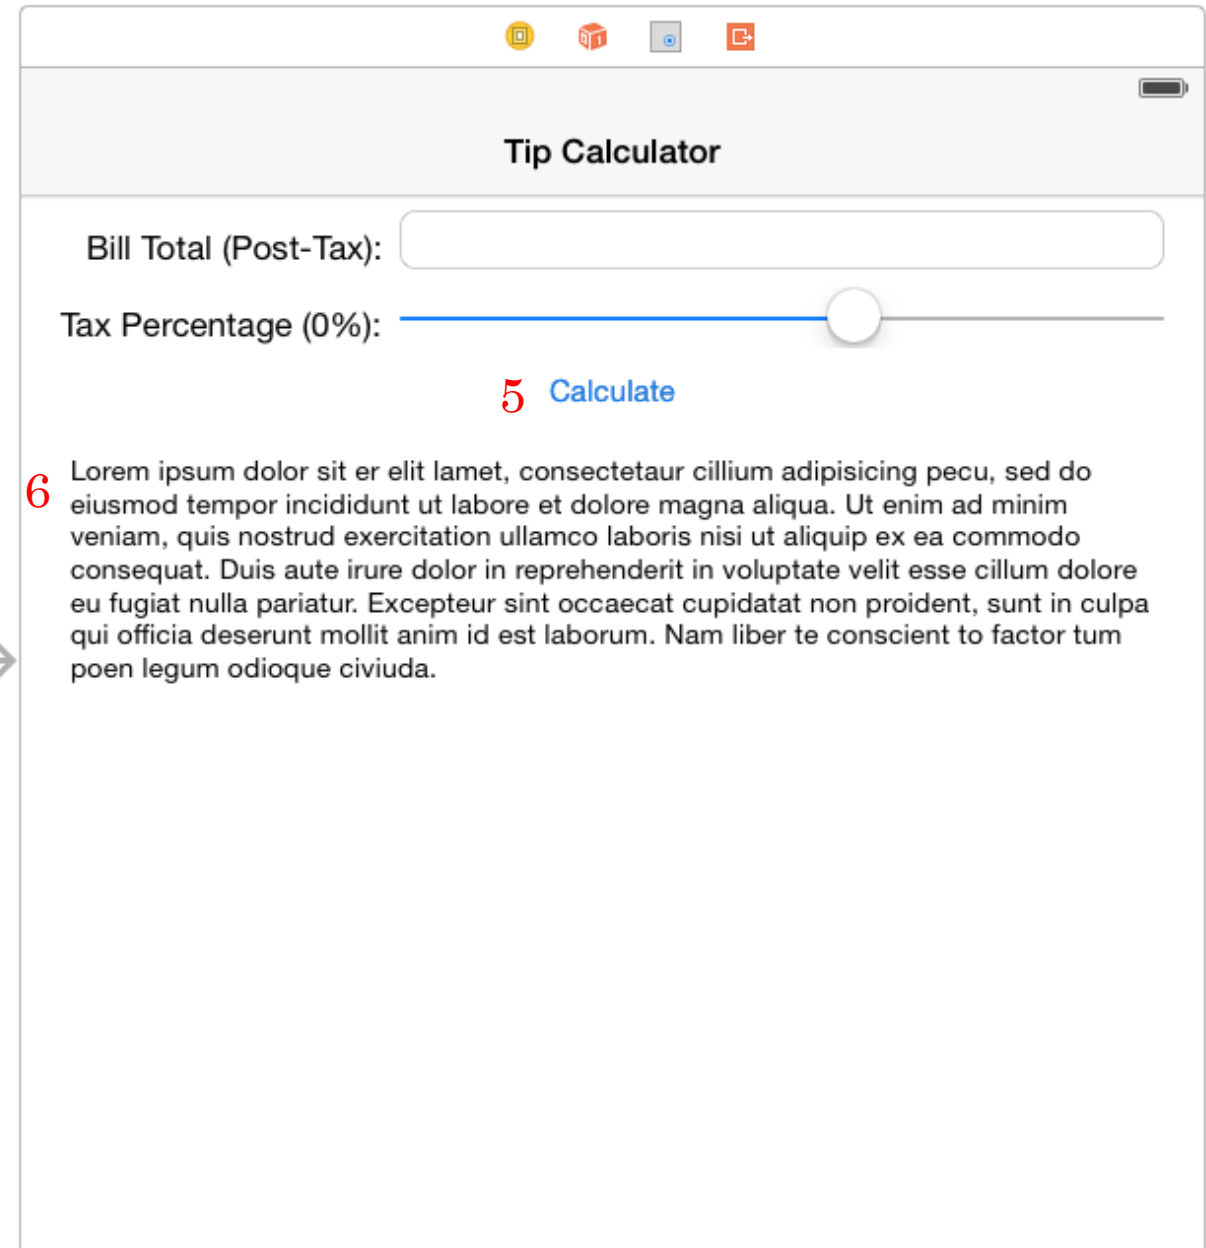 Tip Calculator
Bill Total (Post-Tax):
Tax Percentage (0%):
5 Calculate
6
Lorem ipsum dolor sit er elit lamet, consectetaur cillium adipisicing pecu, sed do
eiusmod tempor incididunt ut labore et dolore magna aliqua. Ut enim ad minim
veniam, quis nostrud exercitation ullamco laboris nisi ut aliquip ex ea commodo
consequat. Duis aute irure dolor in reprehenderit in voluptate velit esse cillum dolore
eu fugiat nulla pariatur. Excepteur sint occaecat cupidatat non proident, sunt in culpa
qui officia deserunt mollit anim id est laborum. Nam liber te conscient to factor tum
poen legum odioque civiuda.